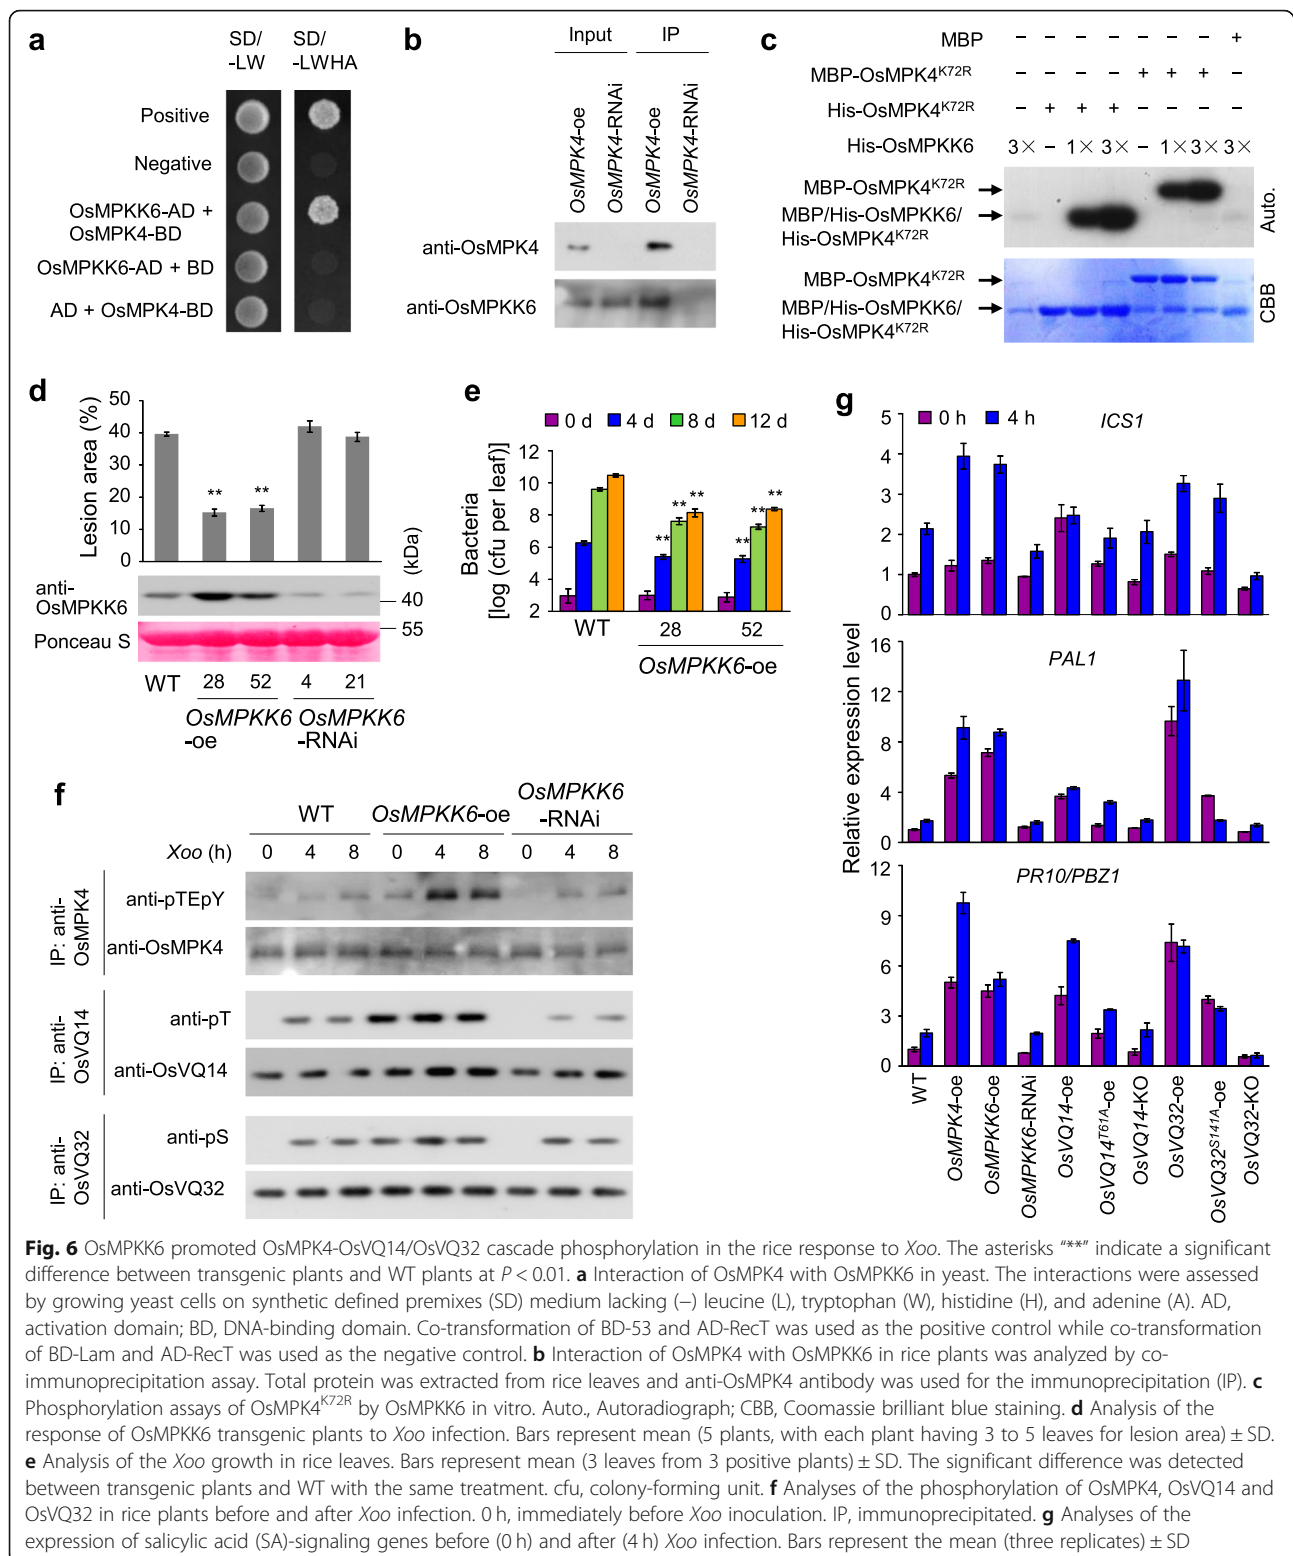 a
SD/ -LW
SD/ -LWHA
Positive
Negative
OsMPKK6-AD + OsMPK4-BD
OsMPKK6-AD + BD
AD + OsMPK4-BD
b
Input IP
OsMPK4-oe OsMPK4-RNAi OsMPK4-oe OsMPK4-RNAi
anti-OsMPK4
anti-OsMPKK6
c
MBP − − − − − − − +
MBP-OsMPK4K72R − − − − + + + −
His-OsMPK4K72R − + + + − − − −
His-OsMPKK6 3× − 1× 3× − 1× 3× 3×
MBP-OsMPK4K72R
MBP/His-OsMPKK6/
His-OsMPK4K72R
Auto.
MBP-OsMPK4K72R
MBP/His-OsMPKK6/
His-OsMPK4K72R
CBB
d
Lesion area (%)
50
40
30
20
10
0
** **
(kDa)
anti-
OsMPKK6
40
55
Ponceau S
WT 28 52 4 21
OsMPKK6 -oe
OsMPKK6 -RNAi
e
0 d 4 d 8 d 12 d
Bacteria
[log (cfu per leaf)]
12
10
8
6
4
2
** ** ** ** ** **
WT 28 52
OsMPKK6-oe
f
WT OsMPKK6-oe OsMPKK6 -RNAi
Xoo (h) 0 4 8 0 4 8 0 4 8
IP: anti-OsMPK4
anti-pTEpY
anti-OsMPK4
IP: anti-OsVQ14
anti-pT
anti-OsVQ14
IP: anti-OsVQ32
anti-pS
anti-OsVQ32
g
0 h 4 h
Relative expression level
ICS1
5
4
3
2
1
0
PAL1
16
12
8
4
0
PR10/PBZ1
12
9
6
3
0
WT
OsMPK4-oe
OsMPKK6-oe
OsMPKK6-RNAi
OsVQ14-oe
OsVQ14T61A-oe
OsVQ14-KO
OsVQ32-oe
OsVQ32S141A-oe
OsVQ32-KO
Fig. 6 OsMPKK6 promoted OsMPK4-OsVQ14/OsVQ32 cascade phosphorylation in the rice response to Xoo. The asterisks “**” indicate a significant
difference between transgenic plants and WT plants at P < 0.01. a Interaction of OsMPK4 with OsMPKK6 in yeast. The interactions were assessed
by growing yeast cells on synthetic defined premixes (SD) medium lacking (−) leucine (L), tryptophan (W), histidine (H), and adenine (A). AD,
activation domain; BD, DNA-binding domain. Co-transformation of BD-53 and AD-RecT was used as the positive control while co-transformation
of BD-Lam and AD-RecT was used as the negative control. b Interaction of OsMPK4 with OsMPKK6 in rice plants was analyzed by co-
immunoprecipitation assay. Total protein was extracted from rice leaves and anti-OsMPK4 antibody was used for the immunoprecipitation (IP). c
Phosphorylation assays of OsMPK4K72R by OsMPKK6 in vitro. Auto., Autoradiograph; CBB, Coomassie brilliant blue staining. d Analysis of the
response of OsMPKK6 transgenic plants to Xoo infection. Bars represent mean (5 plants, with each plant having 3 to 5 leaves for lesion area) ± SD.
e Analysis of the Xoo growth in rice leaves. Bars represent mean (3 leaves from 3 positive plants) ± SD. The significant difference was detected
between transgenic plants and WT with the same treatment. cfu, colony-forming unit. f Analyses of the phosphorylation of OsMPK4, OsVQ14 and
OsVQ32 in rice plants before and after Xoo infection. 0 h, immediately before Xoo inoculation. IP, immunoprecipitated. g Analyses of the
expression of salicylic acid (SA)-signaling genes before (0 h) and after (4 h) Xoo infection. Bars represent the mean (three replicates) ± SD